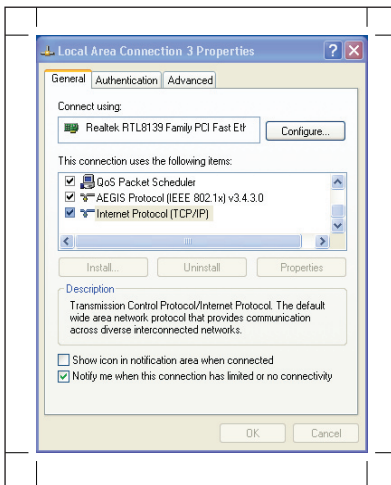 Local Area Connection 3 Properties
General Authentication Advanced
Connect using:
Realtek RTL8139 Family PCI Fast Eth
Configure...
This connection uses the following items:
QoS Packet Scheduler
AEGIS Protocol (IEEE 802.1x) v3.4.3.0
Internet Protocol (TCP/IP)
Install... Uninstall Properties
Description
Transmission Control Protocol/Internet Protocol. The default
wide area network protocol that provides communication
across diverse interconnected networks.
Show icon in notification area when connected
Notify me when this connection has limited or no connectivity
OK Cancel